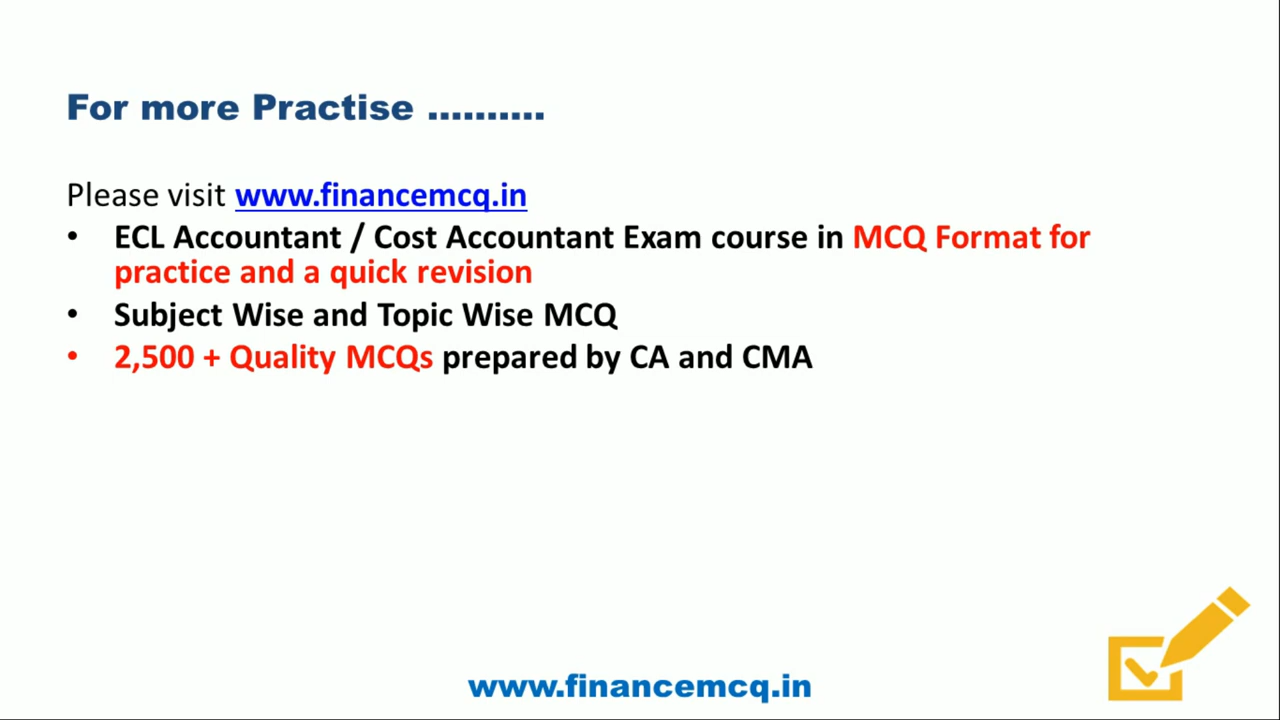 For more Practise ..........
Please visit www.financemcq.in
• ECL Accountant / Cost Accountant Exam course in MCQ Format for
practice and a quick revision
• Subject Wise and Topic Wise MCQ
• 2,500 + Quality MCQs prepared by CA and CMA
www.financemcq.in